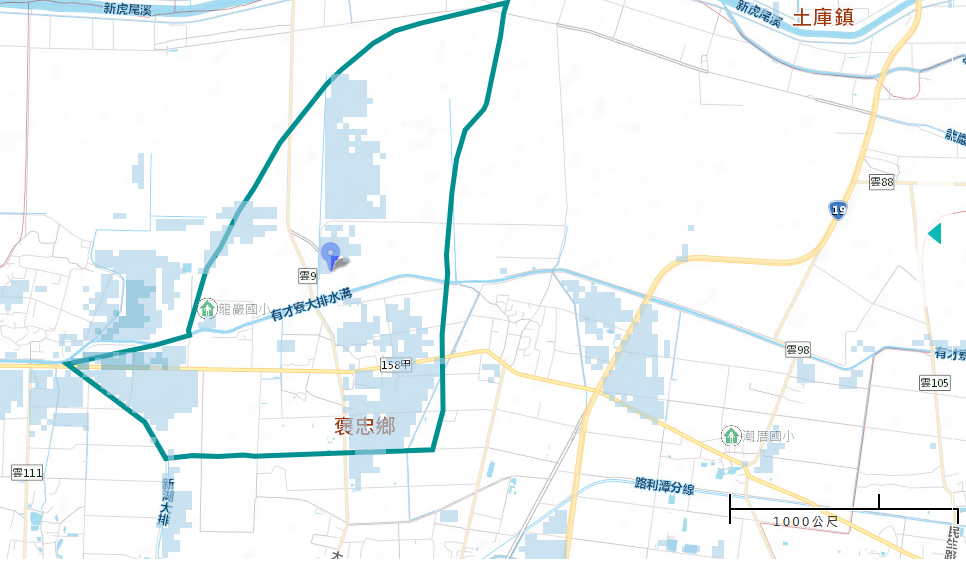 新虎尾溪
新虎尾溪
土庫鎮
雲88
19
雲9
龍巖國小
有才寮大排水溝
雲98
有才寮
158甲
雲105
褒忠鄉
潮厝國小
雲111
新湖大排
路利潭分線
1000公尺
民生路